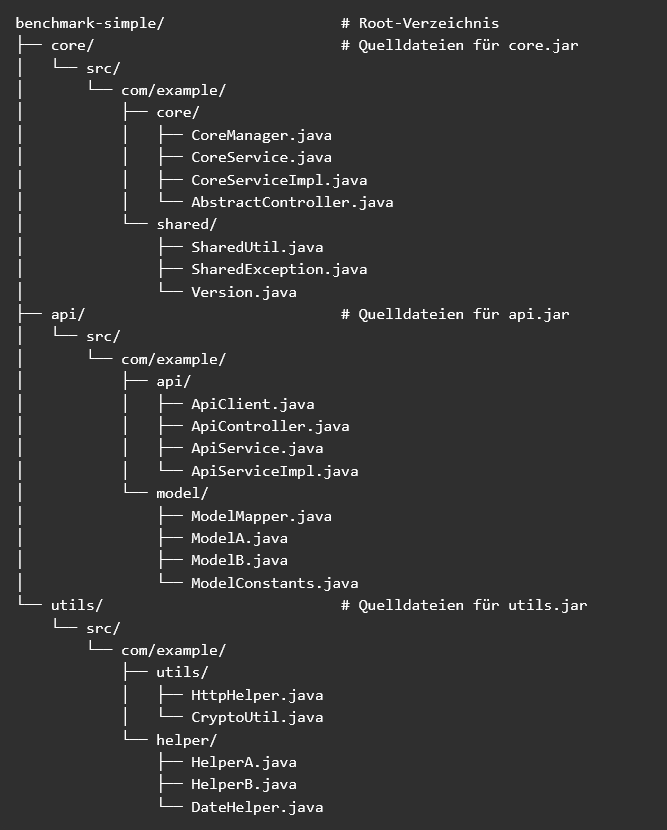 benchmark-simple/                    # Root-Verzeichnis
├── core/                            # Quelldateien für core.jar
│   └── src/
│       └── com/example/
│           ├── core/
│           │   ├── CoreManager.java
│           │   ├── CoreService.java
│           │   ├── CoreServiceImpl.java
│           │   └── AbstractController.java
│           └── shared/
│               ├── SharedUtil.java
│               ├── SharedException.java
│               └── Version.java
├── api/                             # Quelldateien für api.jar
│   └── src/
│       └── com/example/
│           ├── api/
│           │   ├── ApiClient.java
│           │   ├── ApiController.java
│           │   ├── ApiService.java
│           │   └── ApiServiceImpl.java
│           └── model/
│               ├── ModelMapper.java
│               ├── ModelA.java
│               ├── ModelB.java
│               └── ModelConstants.java
└── utils/                           # Quelldateien für utils.jar
    └── src/
        └── com/example/
            ├── utils/
            │   ├── HttpHelper.java
            │   └── CryptoUtil.java
            └── helper/
                ├── HelperA.java
                ├── HelperB.java
                └── DateHelper.java